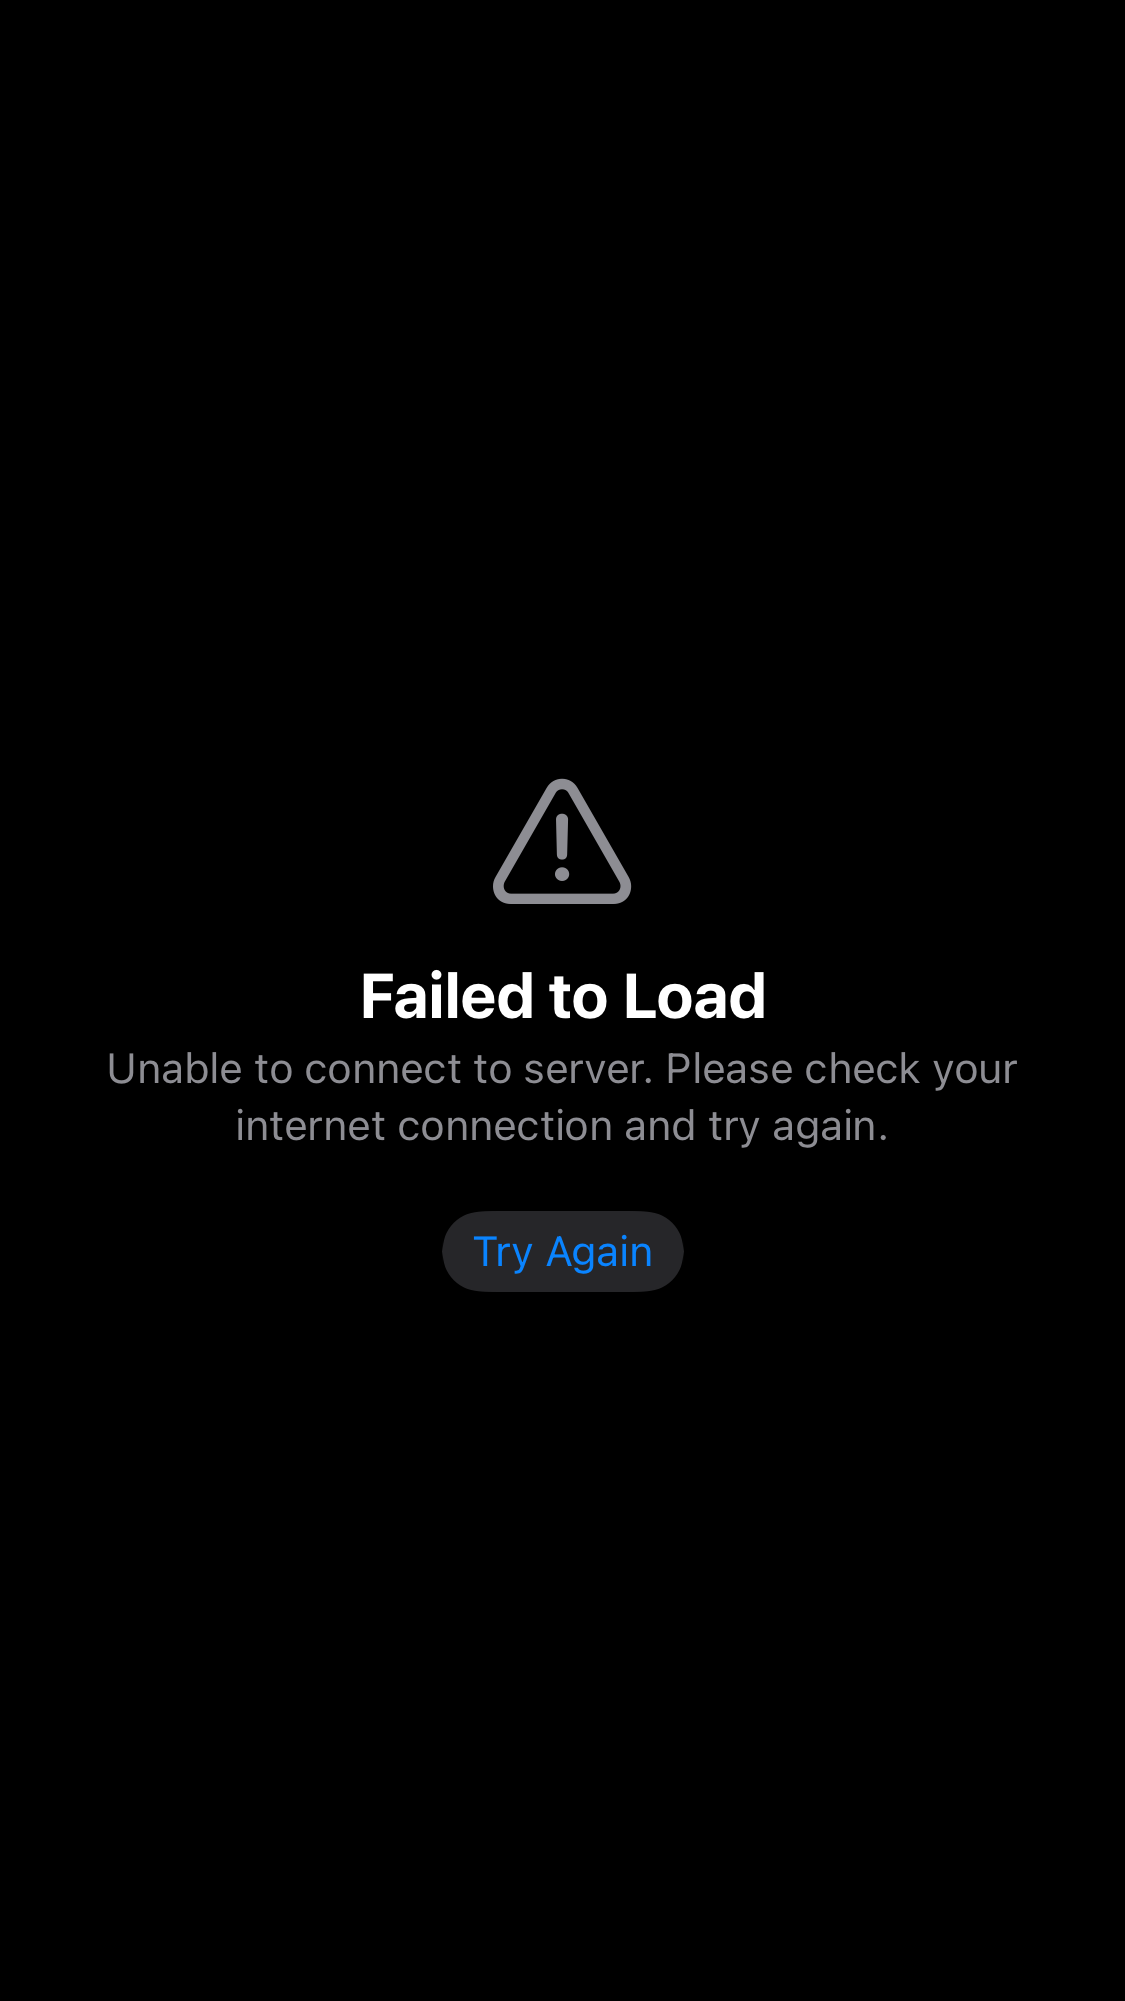 Failed to Load
Unable to connect to server. Please check your
internet connection and try again.
Try Again